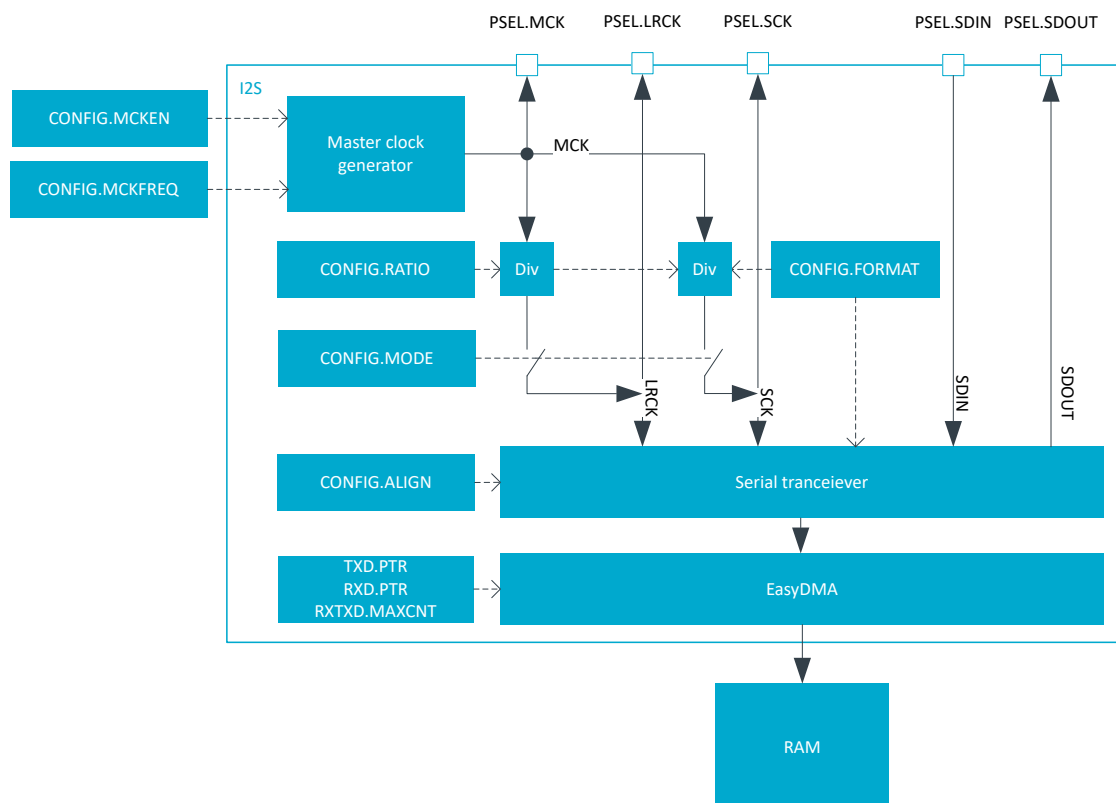 PSEL.MCK
PSEL.LRCK
PSEL.SCK
PSEL.SDIN
PSEL.SDOUT
I2S
CONFIG.MCKEN
CONFIG.MCKFREQ
Master clock
generator
MCK
CONFIG.RATIO
Div
Div
CONFIG.FORMAT
CONFIG.MODE
LRCK
SCK
SDIN
SDOUT
CONFIG.ALIGN
Serial tranceiever
TXD.PTR
RXD.PTR
RXTXD.MAXCNT
EasyDMA
RAM